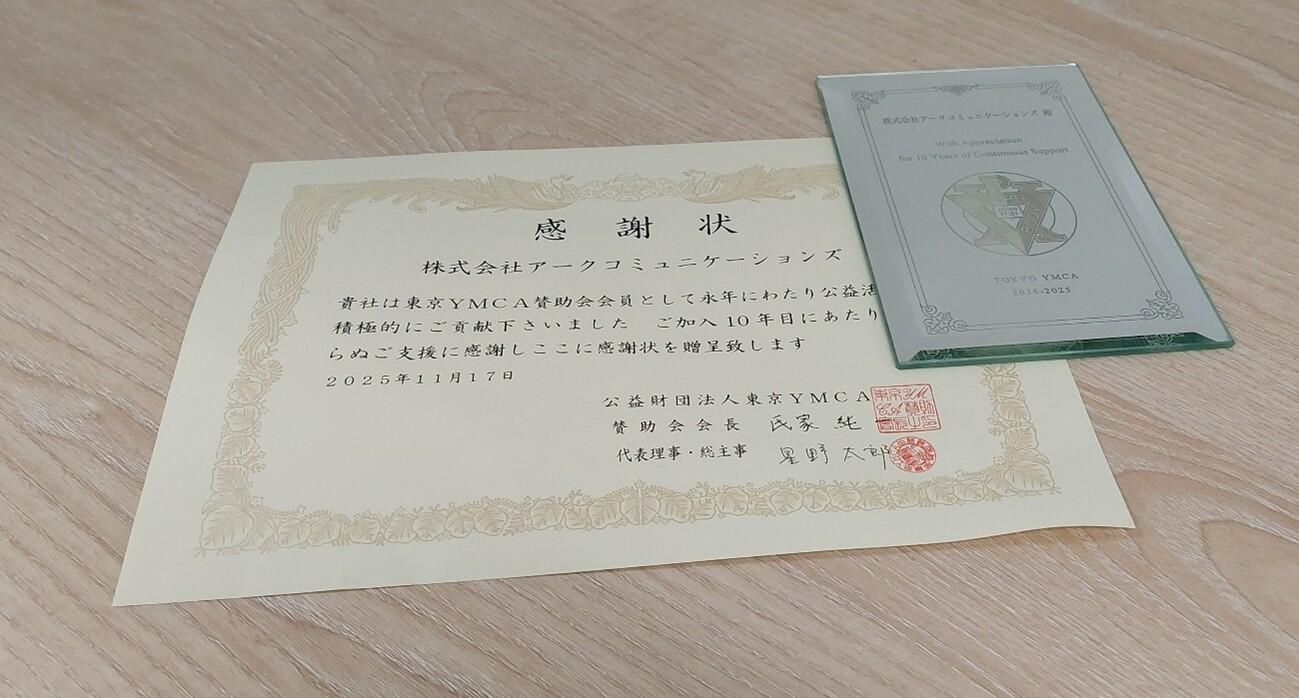 感謝状
株式会社アークコミュニケーションズ
貴社は東京YMCA賛助会会員として永年にわたり公益活
積極的にご貢献下さいました　ご加入10年目にあたり
らぬご支援に感謝しここに感謝状を贈呈致します
2025年11月17日
公益財団法人東京YMCA
賛助会会長　氏家 純一
代表理事・総主事　星野太郎
株式会社アークコミュニケーションズ 殿
With Appreciation
for 10 Years of Continuous Support
TOKYO YMCA
2016-2025